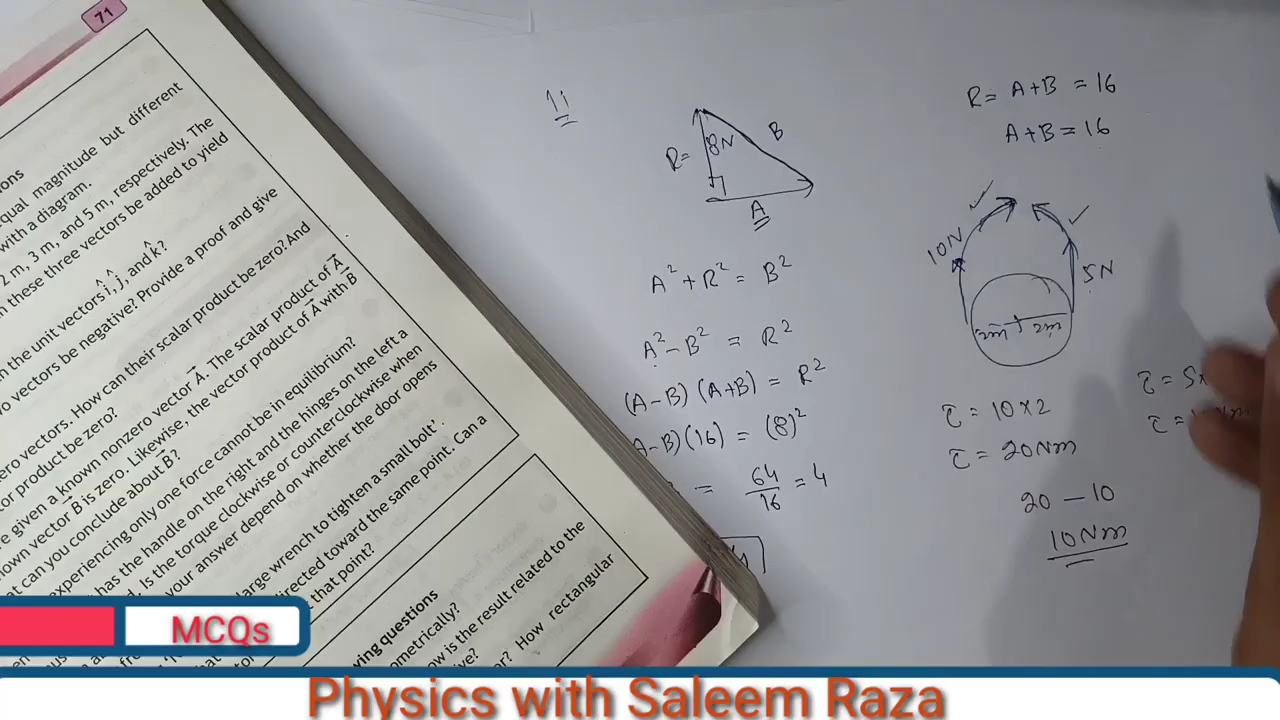 71
ons
qual magnitude but different
with a diagram.
2 m, 3 m, and 5 m, respectively. The
n these three vectors be added to yield
n the unit vectors î, ĵ, and k̂?
vo vectors be negative? Provide a proof and give
zero vectors. How can their scalar product be zero? And
or product be zero?
re given a known nonzero vector A⃗. The scalar product of A⃗
nown vector B⃗ is zero. Likewise, the vector product of A⃗ with B⃗
at can you conclude about B⃗?
experiencing only one force cannot be in equilibrium?
has the handle on the right and the hinges on the left a
d. Is the torque clockwise or counterclockwise when
your answer depend on whether the door opens
large wrench to tighten a small bolt'.
directed toward the same point. Can a
that point?
ving questions
ometrically?
ow is the result related to the
ive?
or? How rectangular
11
R= 8N
B
A
A² + R² = B²
A² - B² = R²
(A-B) (A+B) = R²
A-B)(16) = (8)²
= 64/16 = 4
R= A+B = 16
A+B = 16
10N
5N
2m + 2m
τ = 10×2
τ = 20Nm
τ = 5×
τ =
20 - 10
10Nm
MCQs
Physics with Saleem Raza